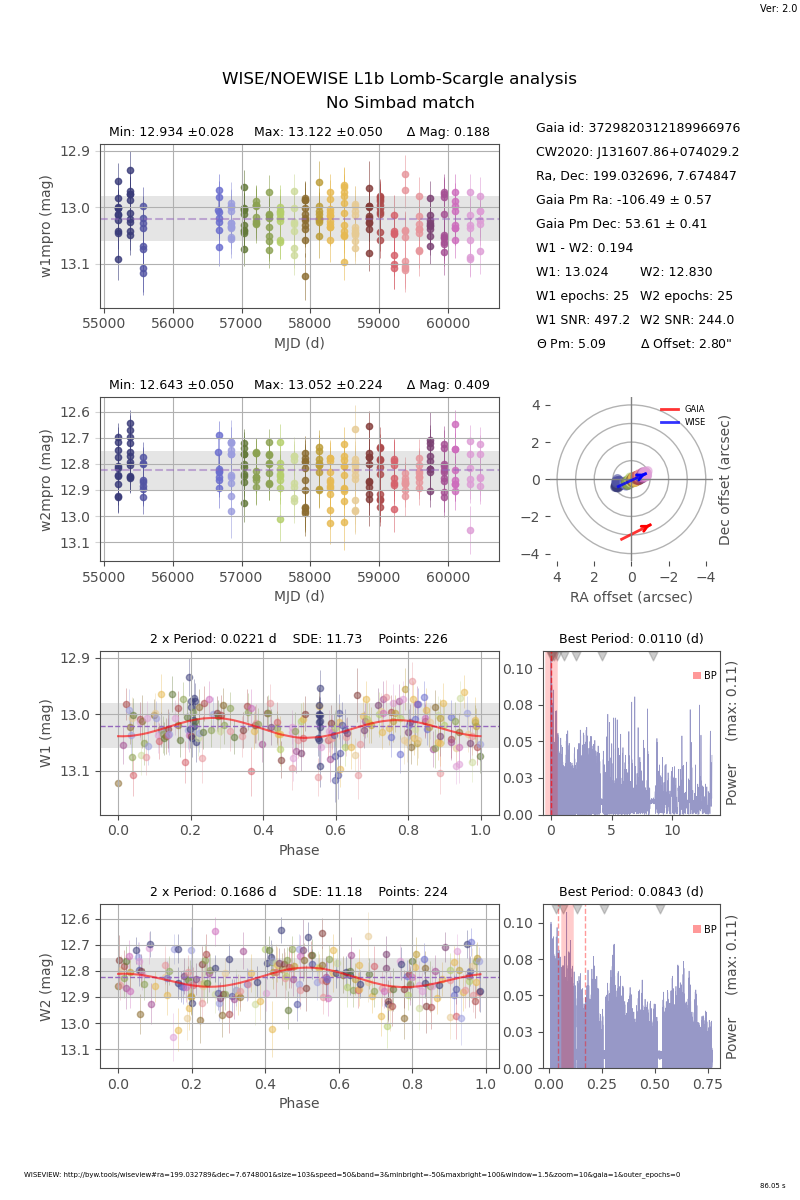 Ver: 2.0
WISE/NOEWISE L1b Lomb-Scargle analysis
No Simbad match
Min: 12.934 ±0.028 Max: 13.122 ±0.050 Δ Mag: 0.188
12.9
13.0
13.1
w1mpro (mag)
55000 56000 57000 58000 59000 60000
MJD (d)
Gaia id: 3729820312189966976
CW2020: J131607.86+074029.2
Ra, Dec: 199.032696, 7.674847
Gaia Pm Ra: -106.49 ± 0.57
Gaia Pm Dec: 53.61 ± 0.41
W1 - W2: 0.194
W1: 13.024 W2: 12.830
W1 epochs: 25 W2 epochs: 25
W1 SNR: 497.2 W2 SNR: 244.0
Θ Pm: 5.09 Δ Offset: 2.80"
Min: 12.643 ±0.050 Max: 13.052 ±0.224 Δ Mag: 0.409
12.6
12.7
12.8
12.9
13.0
13.1
w2mpro (mag)
55000 56000 57000 58000 59000 60000
MJD (d)
GAIA
WISE
4
2
0
−2
−4
4 2 0 −2 −4
RA offset (arcsec)
Dec offset (arcsec)
2 x Period: 0.0221 d SDE: 11.73 Points: 226
12.9
13.0
13.1
W1 (mag)
0.0 0.2 0.4 0.6 0.8 1.0
Phase
Best Period: 0.0110 (d)
BP
0.10
0.08
0.05
0.03
0.00
0 5 10
Power (max: 0.11)
2 x Period: 0.1686 d SDE: 11.18 Points: 224
12.6
12.7
12.8
12.9
13.0
13.1
W2 (mag)
0.0 0.2 0.4 0.6 0.8 1.0
Phase
Best Period: 0.0843 (d)
BP
0.10
0.08
0.05
0.03
0.00
0.00 0.25 0.50 0.75
Power (max: 0.11)
WISEVIEW: http://byw.tools/wiseview#ra=199.032789&dec=7.6748001&size=103&speed=50&band=3&minbright=-50&maxbright=100&window=1.5&zoom=10&gaia=1&outer_epochs=0
86.05 s